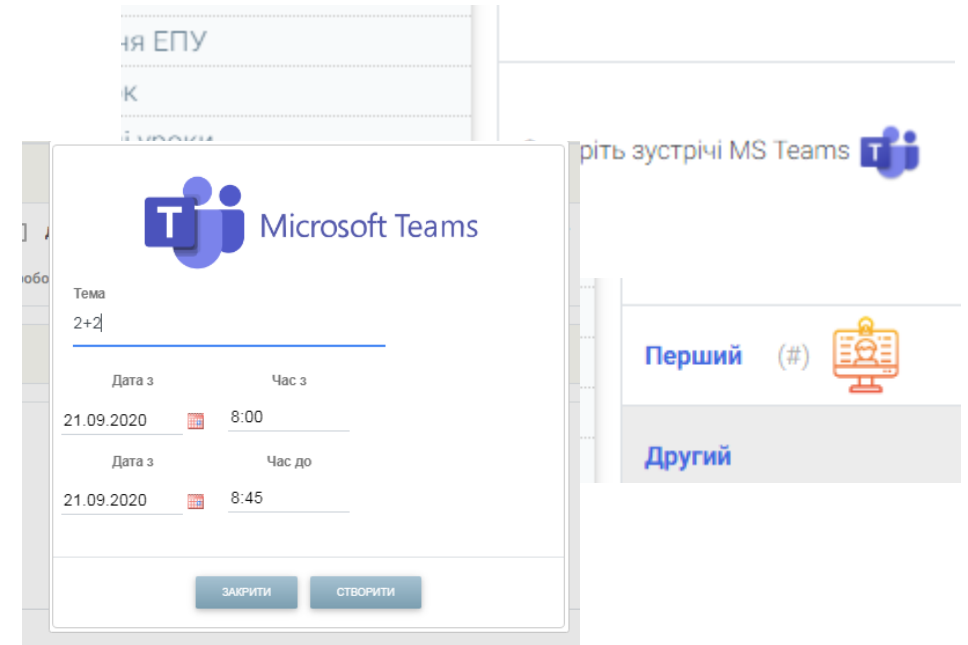 ня ЕПУ
ріть зустрічі MS Teams
T
T
Microsoft Teams
Тема
2+2
Дата з Час з
21.09.2020 8:00
Дата з Час до
21.09.2020 8:45
ЗАКРИТИ СТВОРИТИ
Перший (#)
Другий